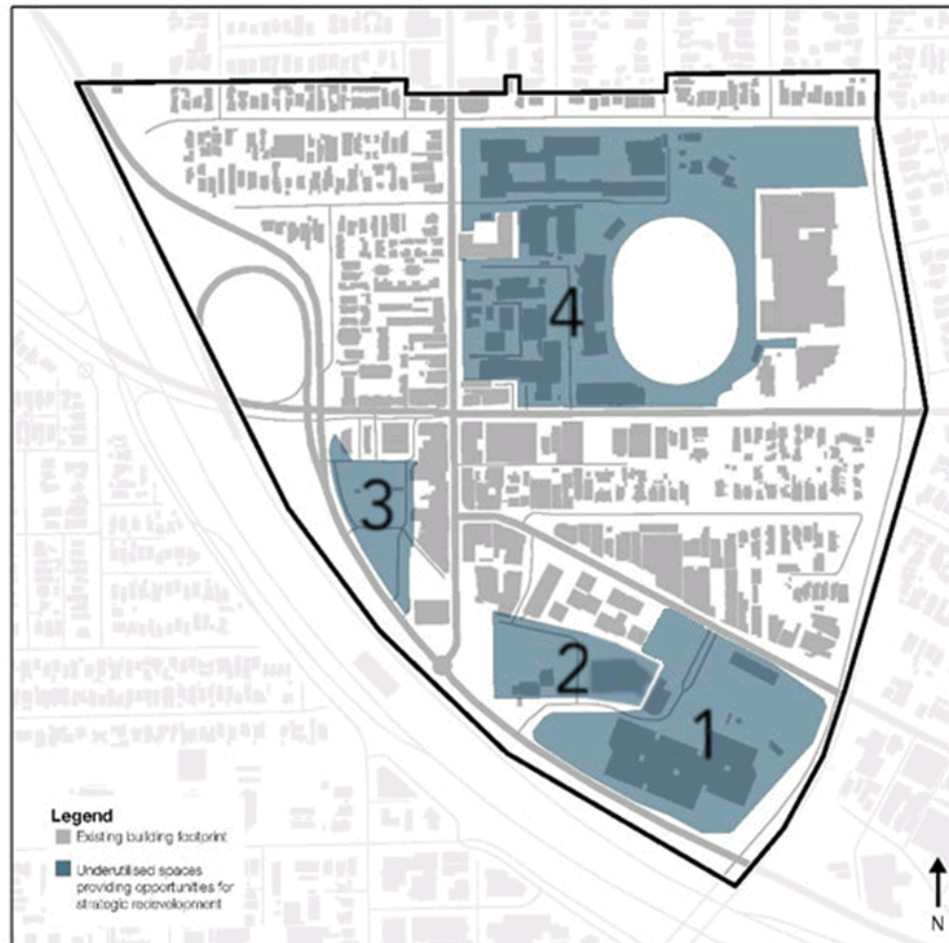 4
3
2
1
Legend
Existing building footprint
Underutilised spaces
providing opportunities for
strategic redevelopment
N